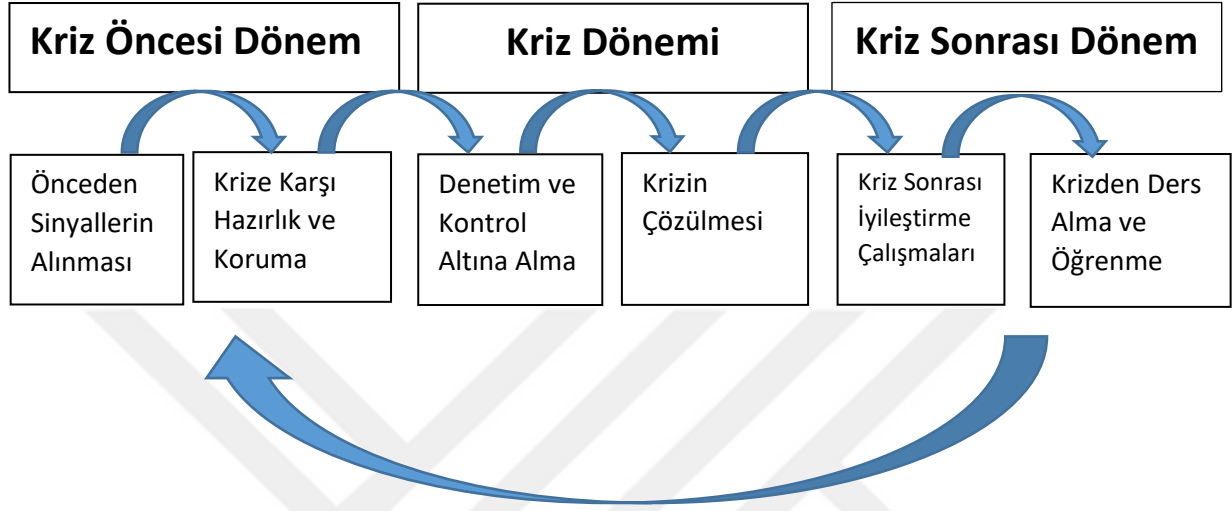 Kriz Öncesi Dönem
Kriz Dönemi
Kriz Sonrası Dönem
Önceden
Sinyallerin
Alınması
Krize Karşı
Hazırlık ve
Koruma
Denetim ve
Kontrol
Altına Alma
Krizin
Çözülmesi
Kriz Sonrası
İyileştirme
Çalışmaları
Krizden Ders
Alma ve
Öğrenme